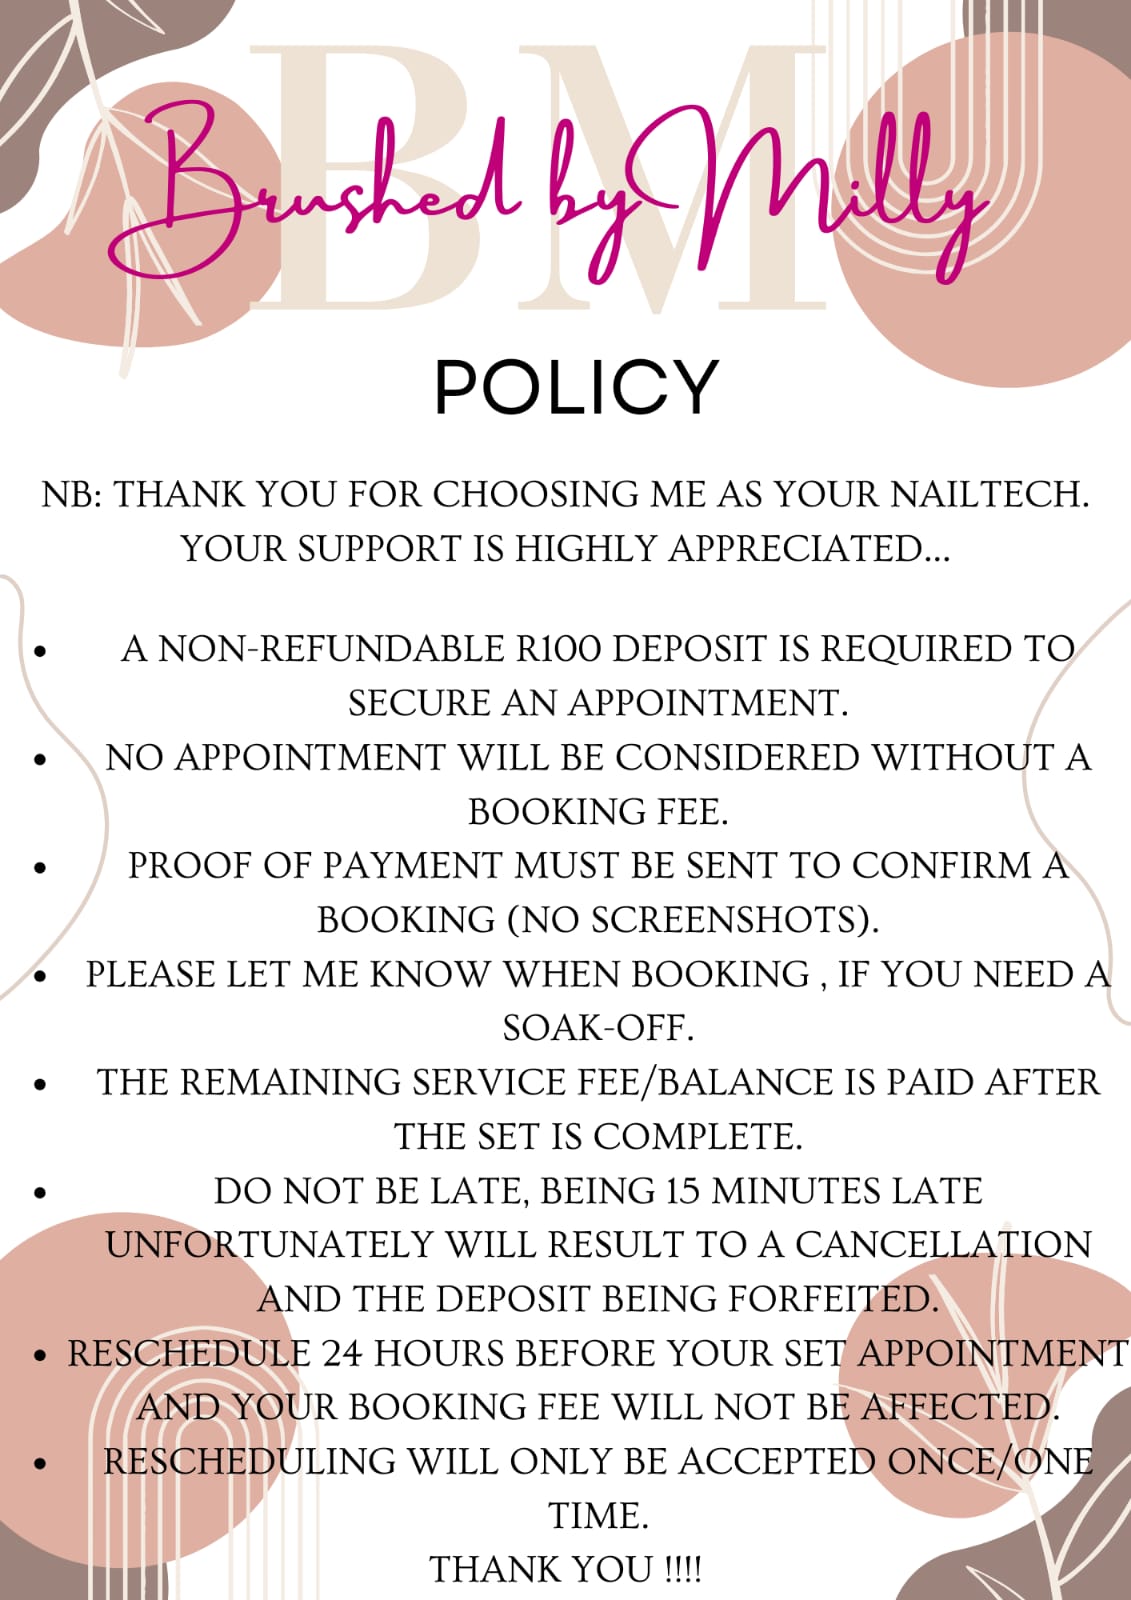 BM
Brushed by Milly
POLICY
NB: THANK YOU FOR CHOOSING ME AS YOUR NAILTECH.
YOUR SUPPORT IS HIGHLY APPRECIATED...
• A NON-REFUNDABLE R100 DEPOSIT IS REQUIRED TO
SECURE AN APPOINTMENT.
• NO APPOINTMENT WILL BE CONSIDERED WITHOUT A
BOOKING FEE.
• PROOF OF PAYMENT MUST BE SENT TO CONFIRM A
BOOKING (NO SCREENSHOTS).
• PLEASE LET ME KNOW WHEN BOOKING , IF YOU NEED A
SOAK-OFF.
• THE REMAINING SERVICE FEE/BALANCE IS PAID AFTER
THE SET IS COMPLETE.
• DO NOT BE LATE, BEING 15 MINUTES LATE
UNFORTUNATELY WILL RESULT TO A CANCELLATION
AND THE DEPOSIT BEING FORFEITED.
• RESCHEDULE 24 HOURS BEFORE YOUR SET APPOINTMENT
AND YOUR BOOKING FEE WILL NOT BE AFFECTED.
• RESCHEDULING WILL ONLY BE ACCEPTED ONCE/ONE
TIME.
THANK YOU !!!!